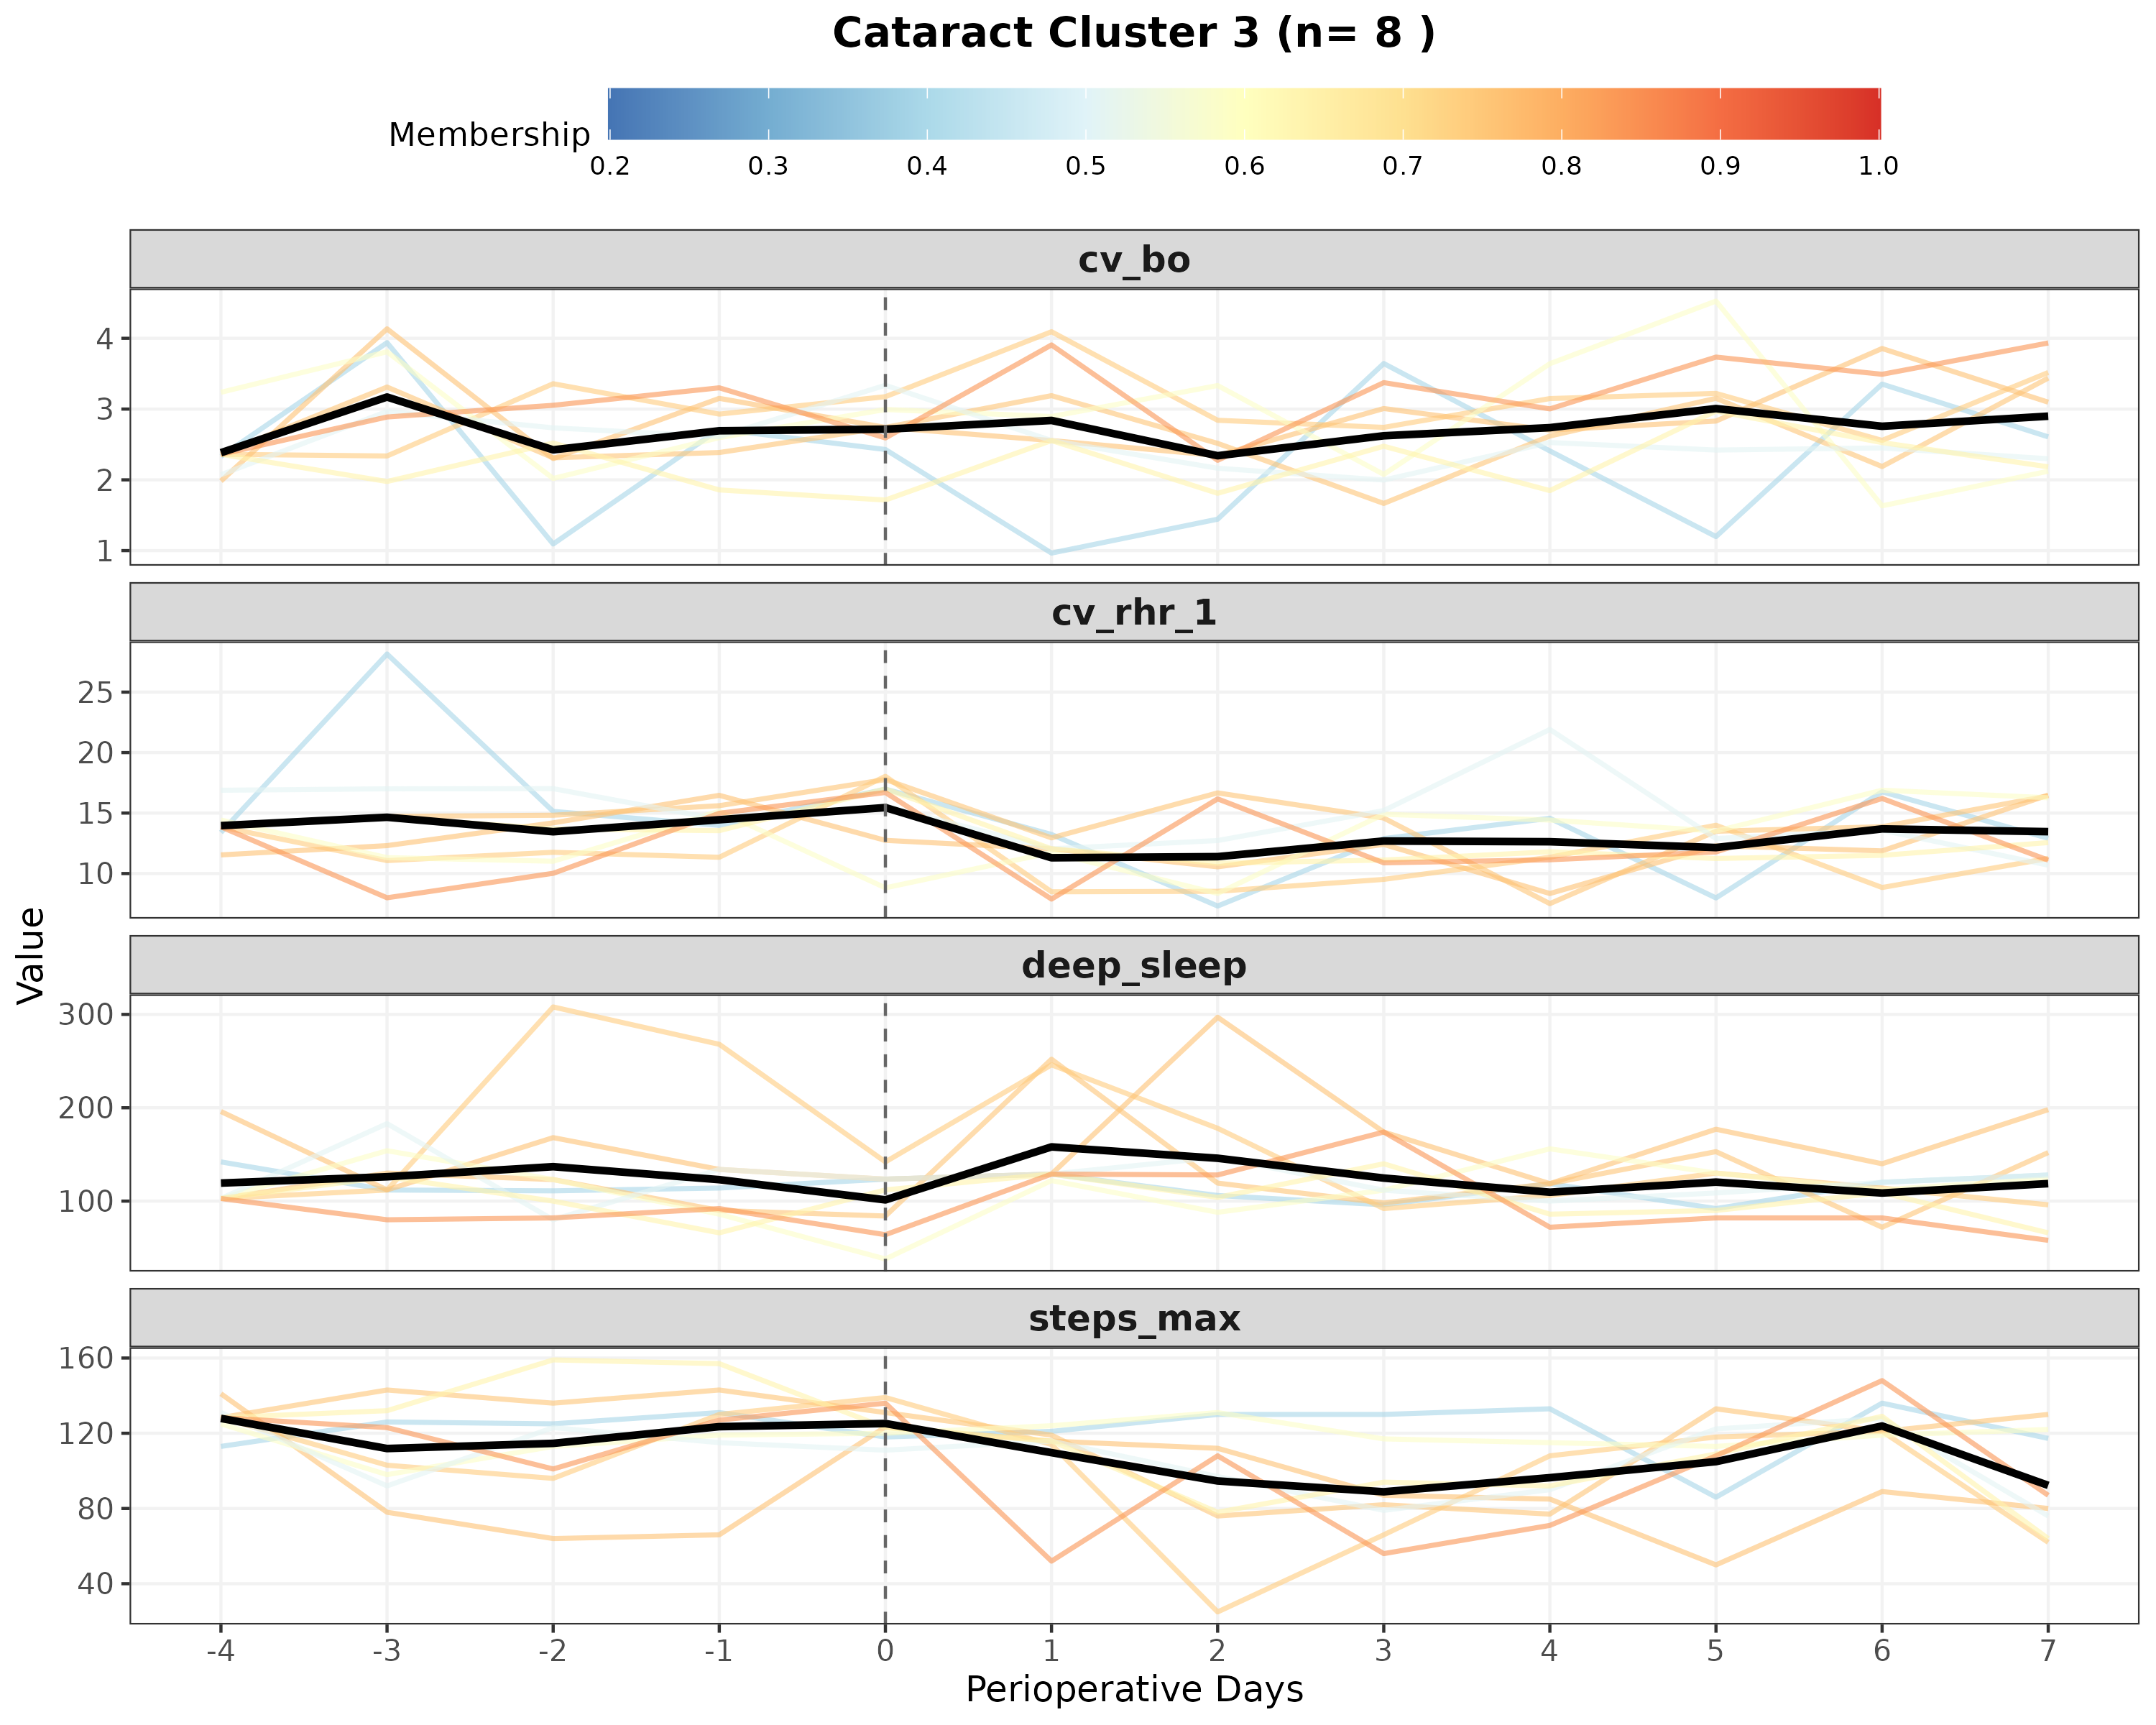 Cataract Cluster 3 (n= 8 )
Membership
0.2 0.3 0.4 0.5 0.6 0.7 0.8 0.9 1.0
cv_bo
4
3
2
1
cv_rhr_1
25
20
15
10
Value
deep_sleep
300
200
100
steps_max
160
120
80
40
-4 -3 -2 -1 0 1 2 3 4 5 6 7
Perioperative Days